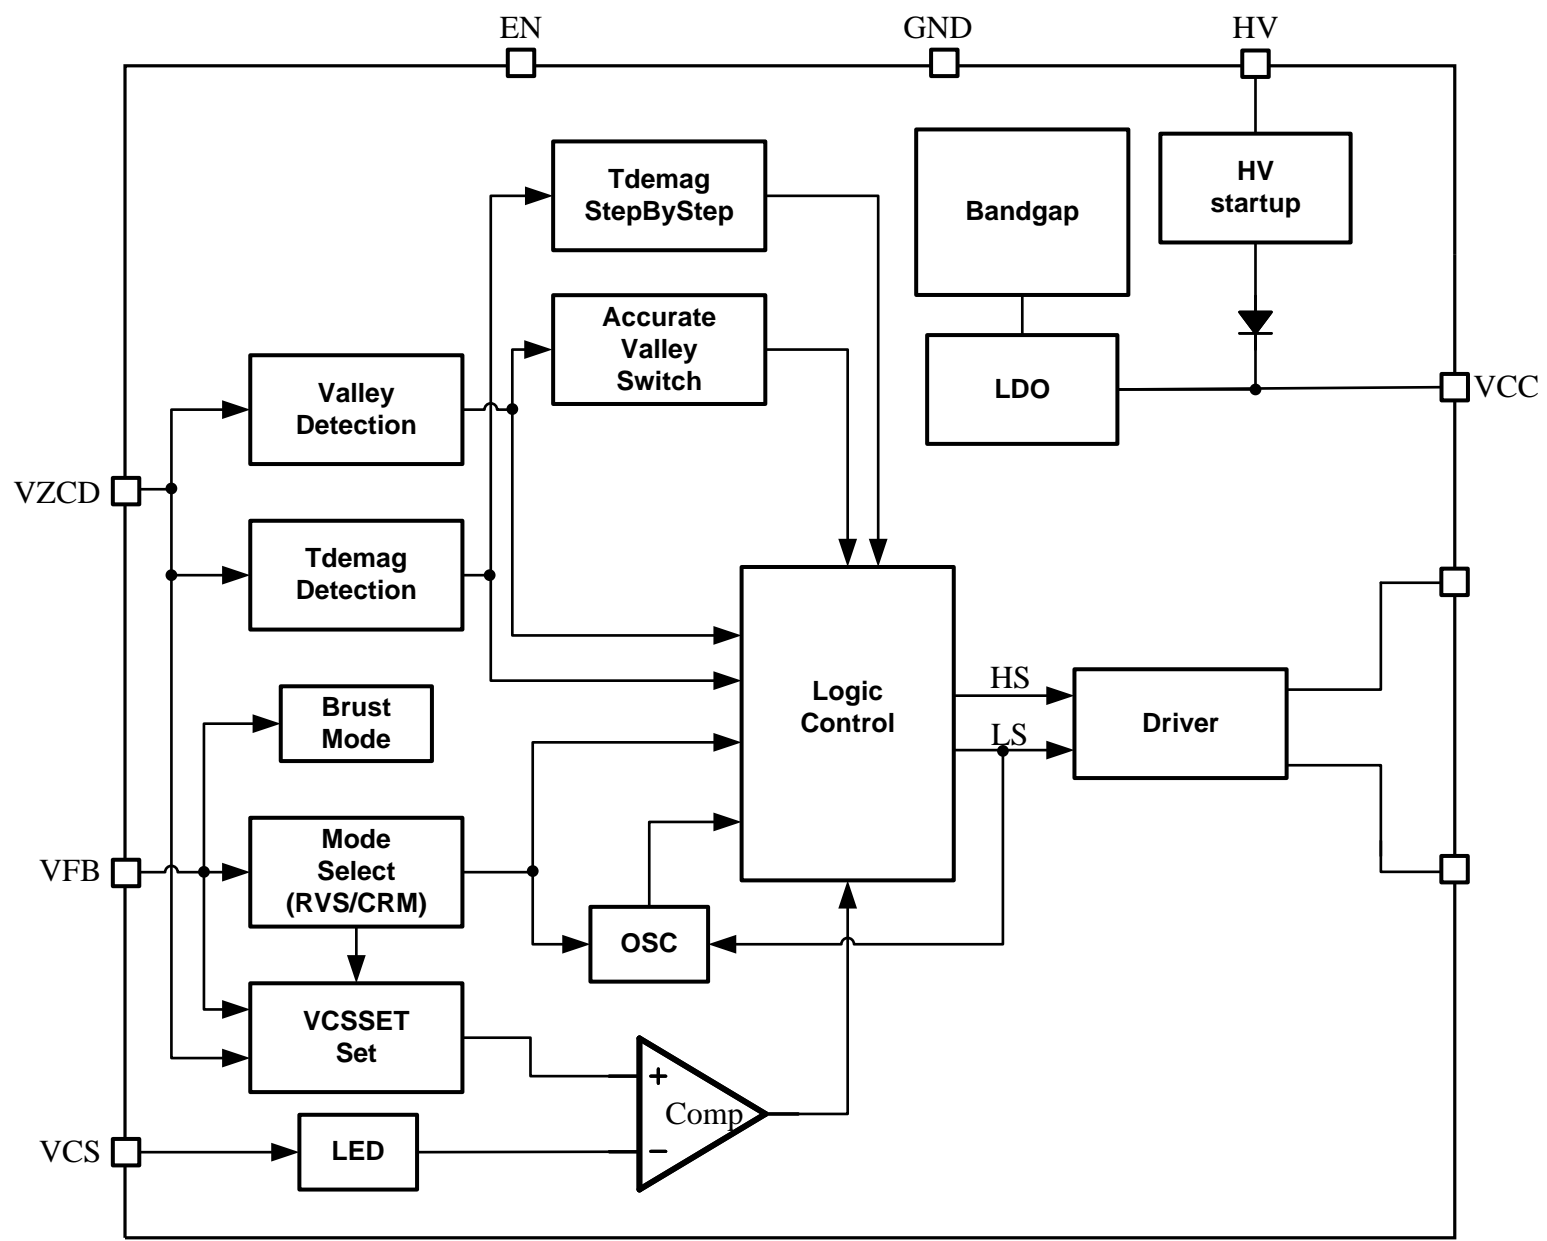 EN
GND
HV
Tdemag
StepByStep
Bandgap
HV
startup
Accurate
Valley
Switch
Valley
Detection
LDO
VCC
VZCD
Tdemag
Detection
Brust
Mode
Logic
Control
HS
LS
Driver
VFB
Mode
Select
(RVS/CRM)
OSC
VCSSET
Set
+
Comp
−
VCS
LED